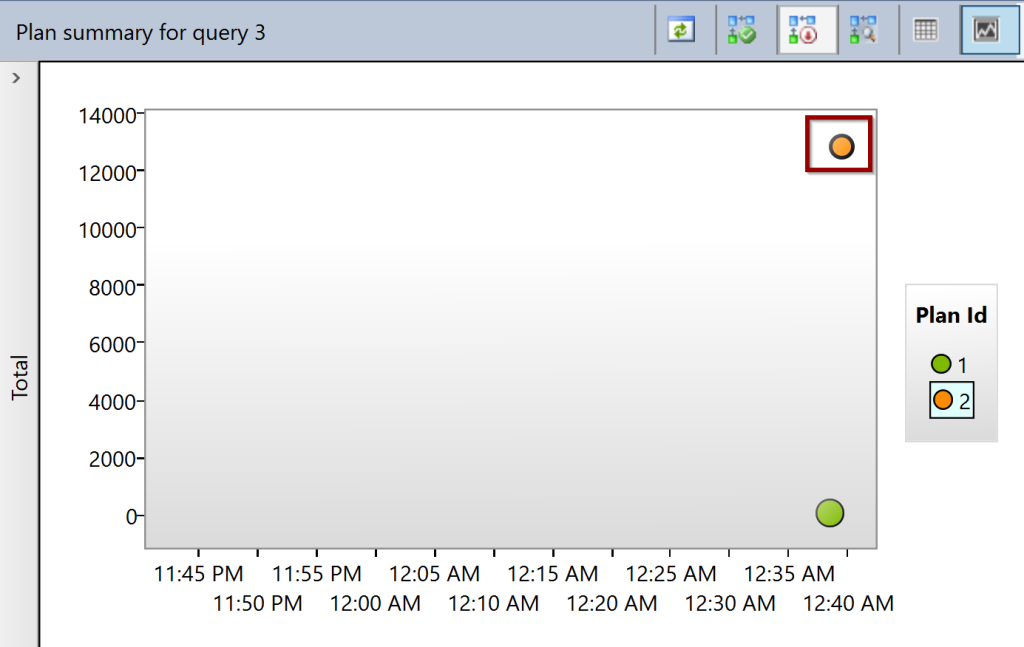 Plan summary for query 3
Total
14000
12000
10000
8000
6000
4000
2000
0
11:45 PM 11:55 PM 12:05 AM 12:15 AM 12:25 AM 12:35 AM
11:50 PM 12:00 AM 12:10 AM 12:20 AM 12:30 AM 12:40 AM
Plan Id
1
2